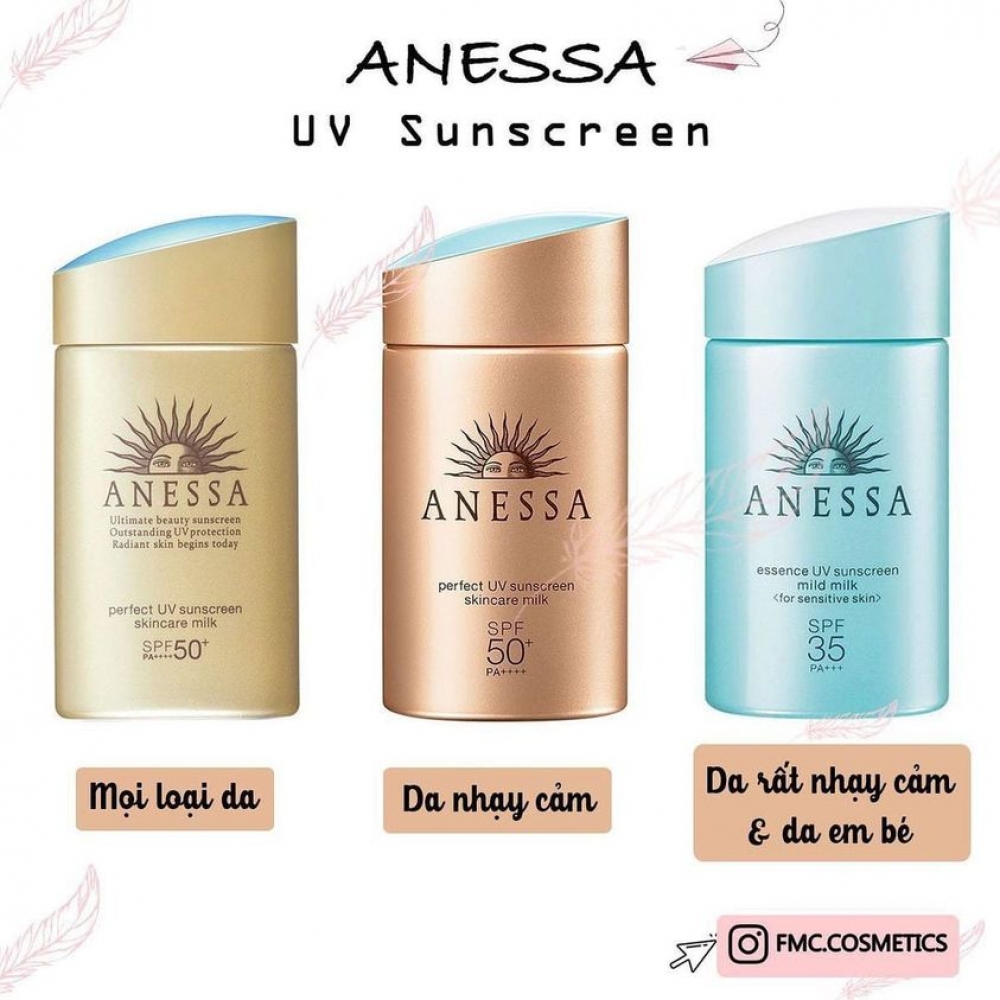 ANESSA
UV Sunscreen
ANESSA
Ultimate beauty sunscreen
Outstanding UV protection
Radiant skin begins today
perfect UV sunscreen
skincare milk
SPF 50+
PA++++
Mọi loại da
ANESSA
perfect UV sunscreen
skincare milk
SPF
50+
PA++++
Da nhạy cảm
ANESSA
essence UV sunscreen
mild milk
<for sensitive skin>
SPF
35
PA+++
Da rất nhạy cảm
& da em bé
FMC.COSMETICS